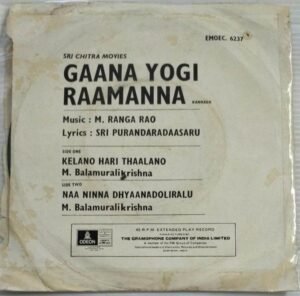 EMOEC. 6237
SRI CHITRA MOVIES
GAANA YOGI
RAAMANNA KANNADA
Music : M. RANGA RAO
Lyrics : SRI PURANDARADAASARU
SIDE ONE
KELANO HARI THAALANO
M. Balamuralikrishna
SIDE TWO
NAA NINNA DHYAANADOLIRALU
M. Balamuralikrishna
ODEON
45 R.P.M. EXTENDED PLAY RECORD
THE GRAMOPHONE COMPANY OF INDIA LIMITED